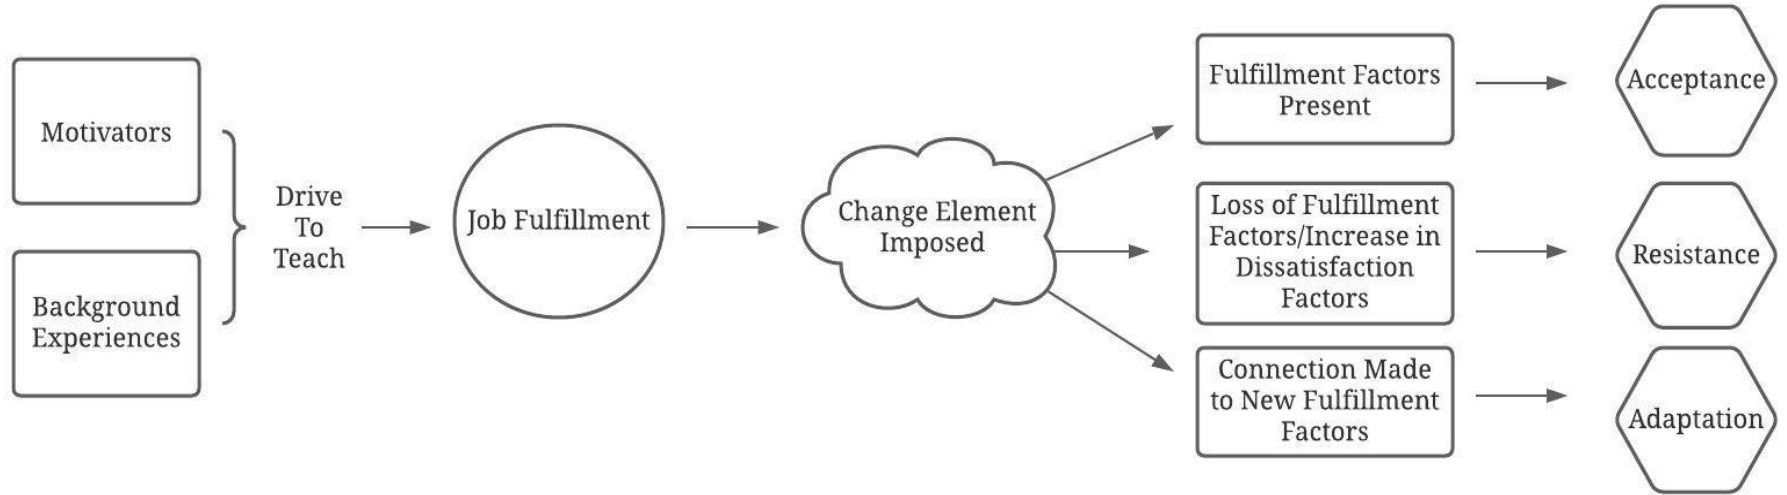 Motivators
Background
Experiences
Drive
To
Teach
Job Fulfillment
Change Element
Imposed
Fulfillment Factors
Present
Loss of Fulfillment
Factors/Increase in
Dissatisfaction
Factors
Connection Made
to New Fulfillment
Factors
Acceptance
Resistance
Adaptation